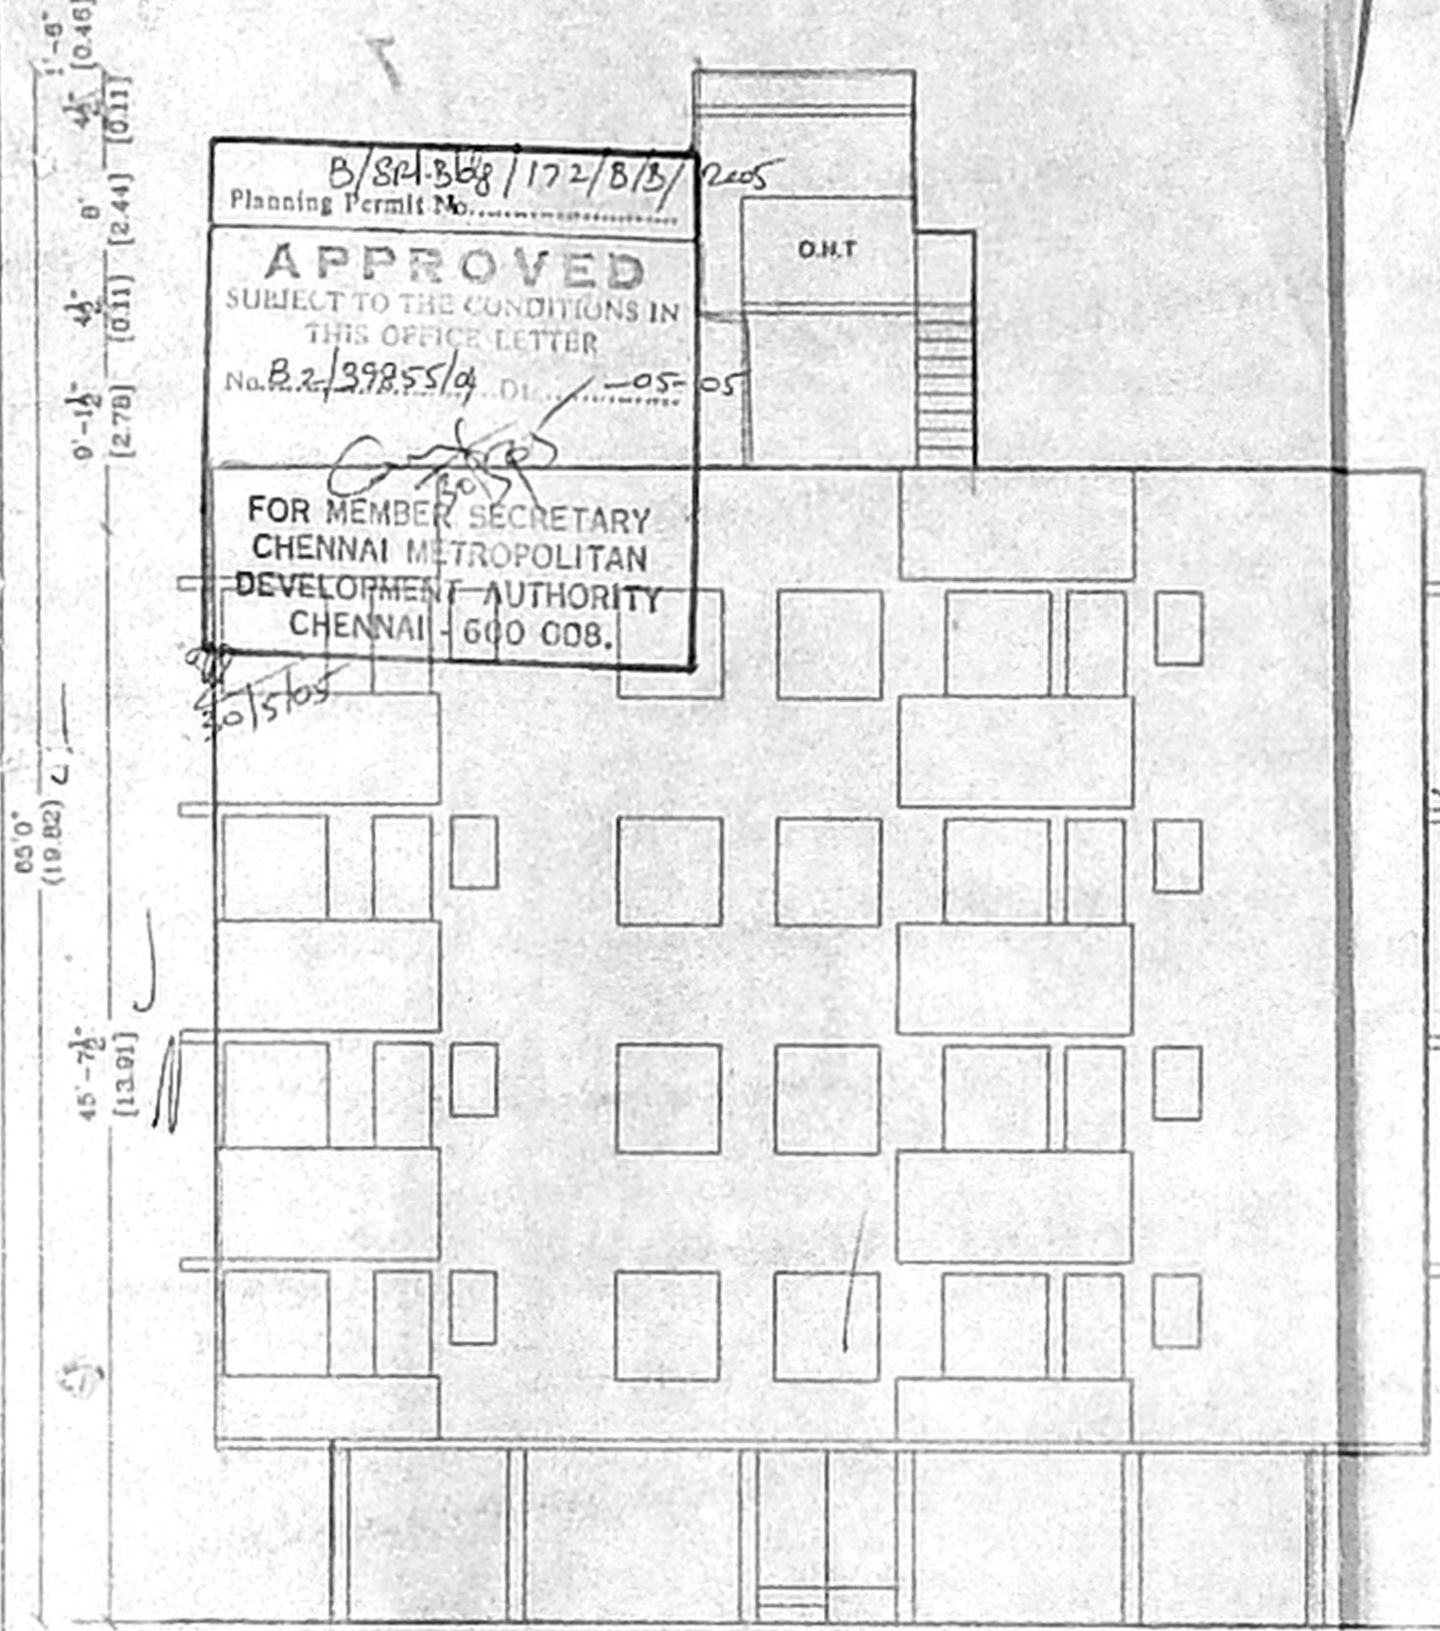 1'-6"
[0.46]
4½"
[0.11]
8'
[2.44]
4½"
[0.11]
9'-1½"
[2.78]
65'0"
(19.82)
45'-7½"
[13.91]
172/B/B/2005
Planning Permit No.
APPROVED
SUBJECT TO THE CONDITIONS IN
THIS OFFICE LETTER
No. B2/39855/04 Dt. -05-05
FOR MEMBER SECRETARY
CHENNAI METROPOLITAN
DEVELOPMENT AUTHORITY
CHENNAI - 600 008.
30/5/05
O.H.T